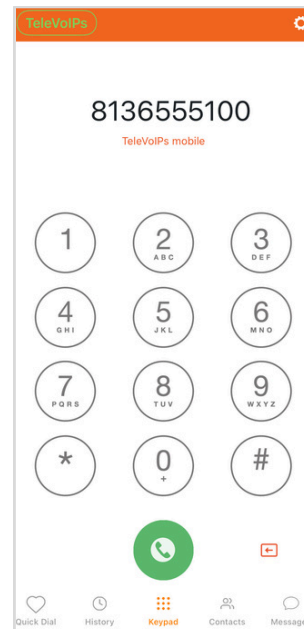 TeleVoIPs
8136555100
TeleVoIPs mobile
1 2 3
ABC DEF
4 5 6
GHI JKL MNO
7 8 9
PQRS TUV WXYZ
* 0 #
+
Quick Dial History Keypad Contacts Message